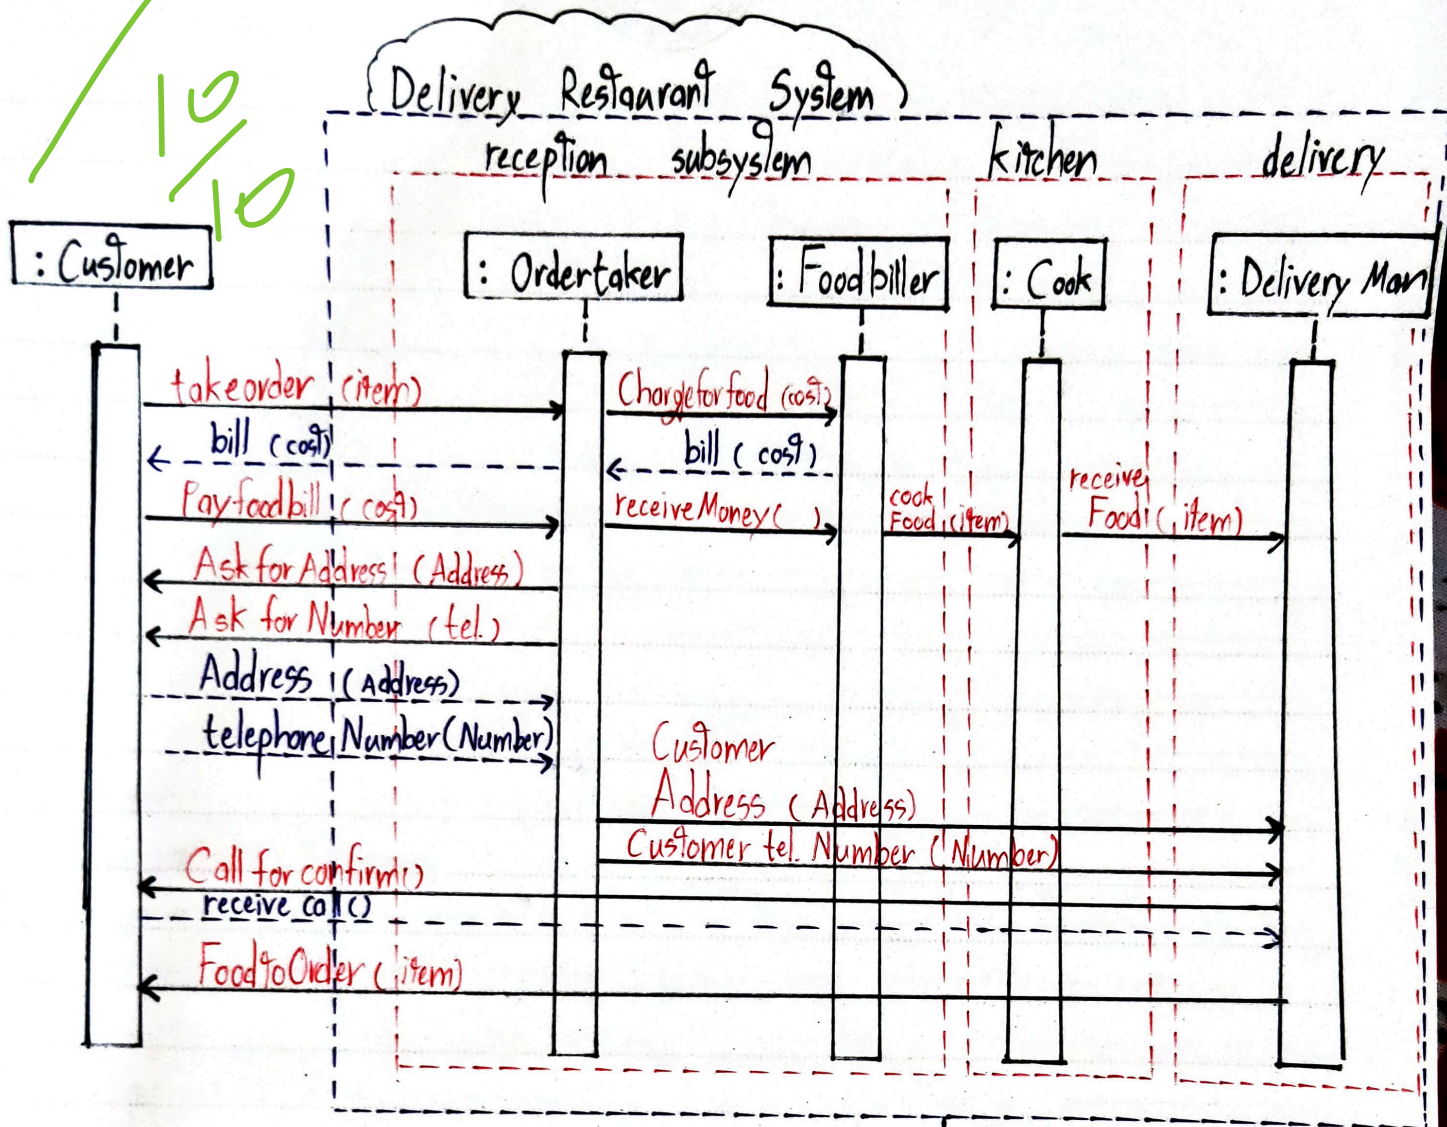 10
/
10
Delivery Restaurant System
reception subsystem kitchen delivery
: Customer : Ordertaker : Foodbiller : Cook : Delivery Man
takeorder (item) Chargeforfood (cost)
bill (cost) bill (cost)
Payfoodbill (cost) receiveMoney( ) cook
Food (item) receive
Food (item)
Ask for Address (Address)
Ask for Number (tel.)
Address (Address)
telephone Number (Number)
Customer
Address (Address)
Customer tel. Number (Number)
Call for confirm()
receive call()
FoodtoOrder (item)